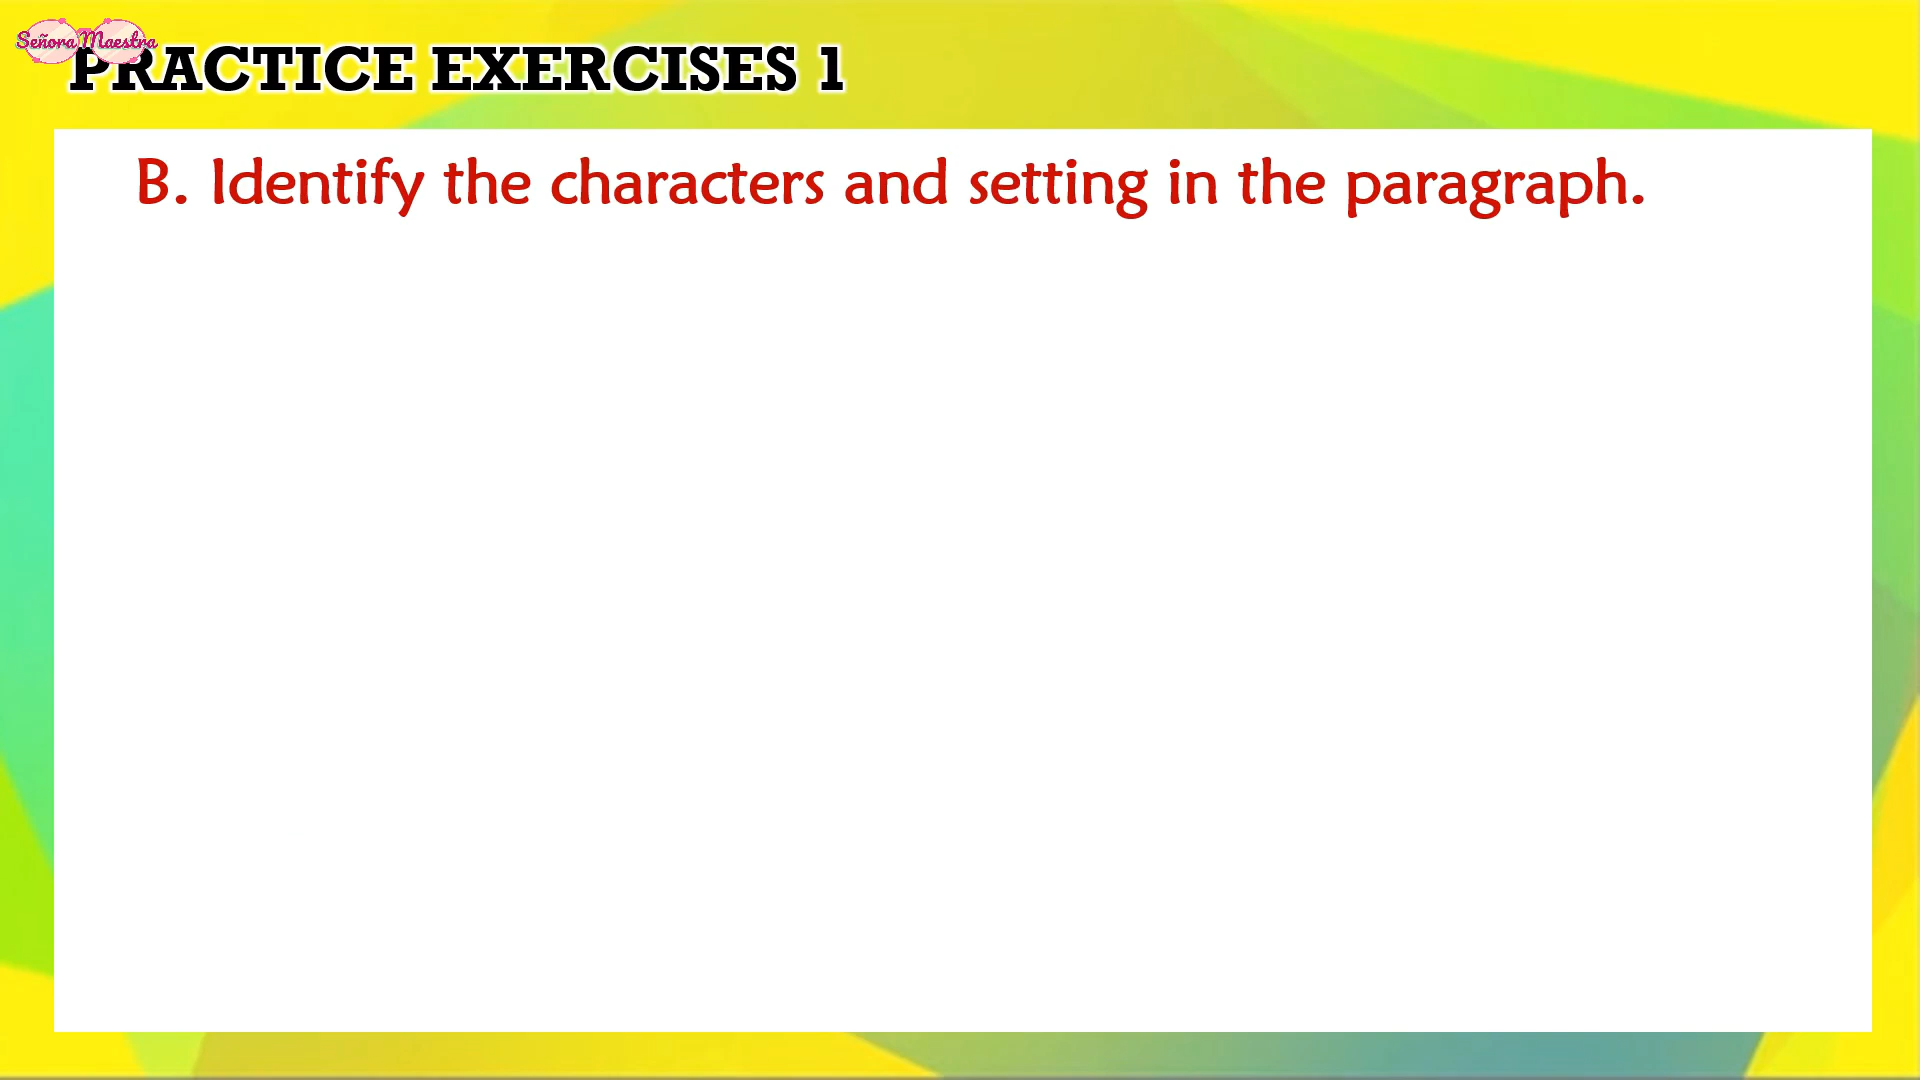 Señora Maestra
PRACTICE EXERCISES 1
B. Identify the characters and setting in the paragraph.